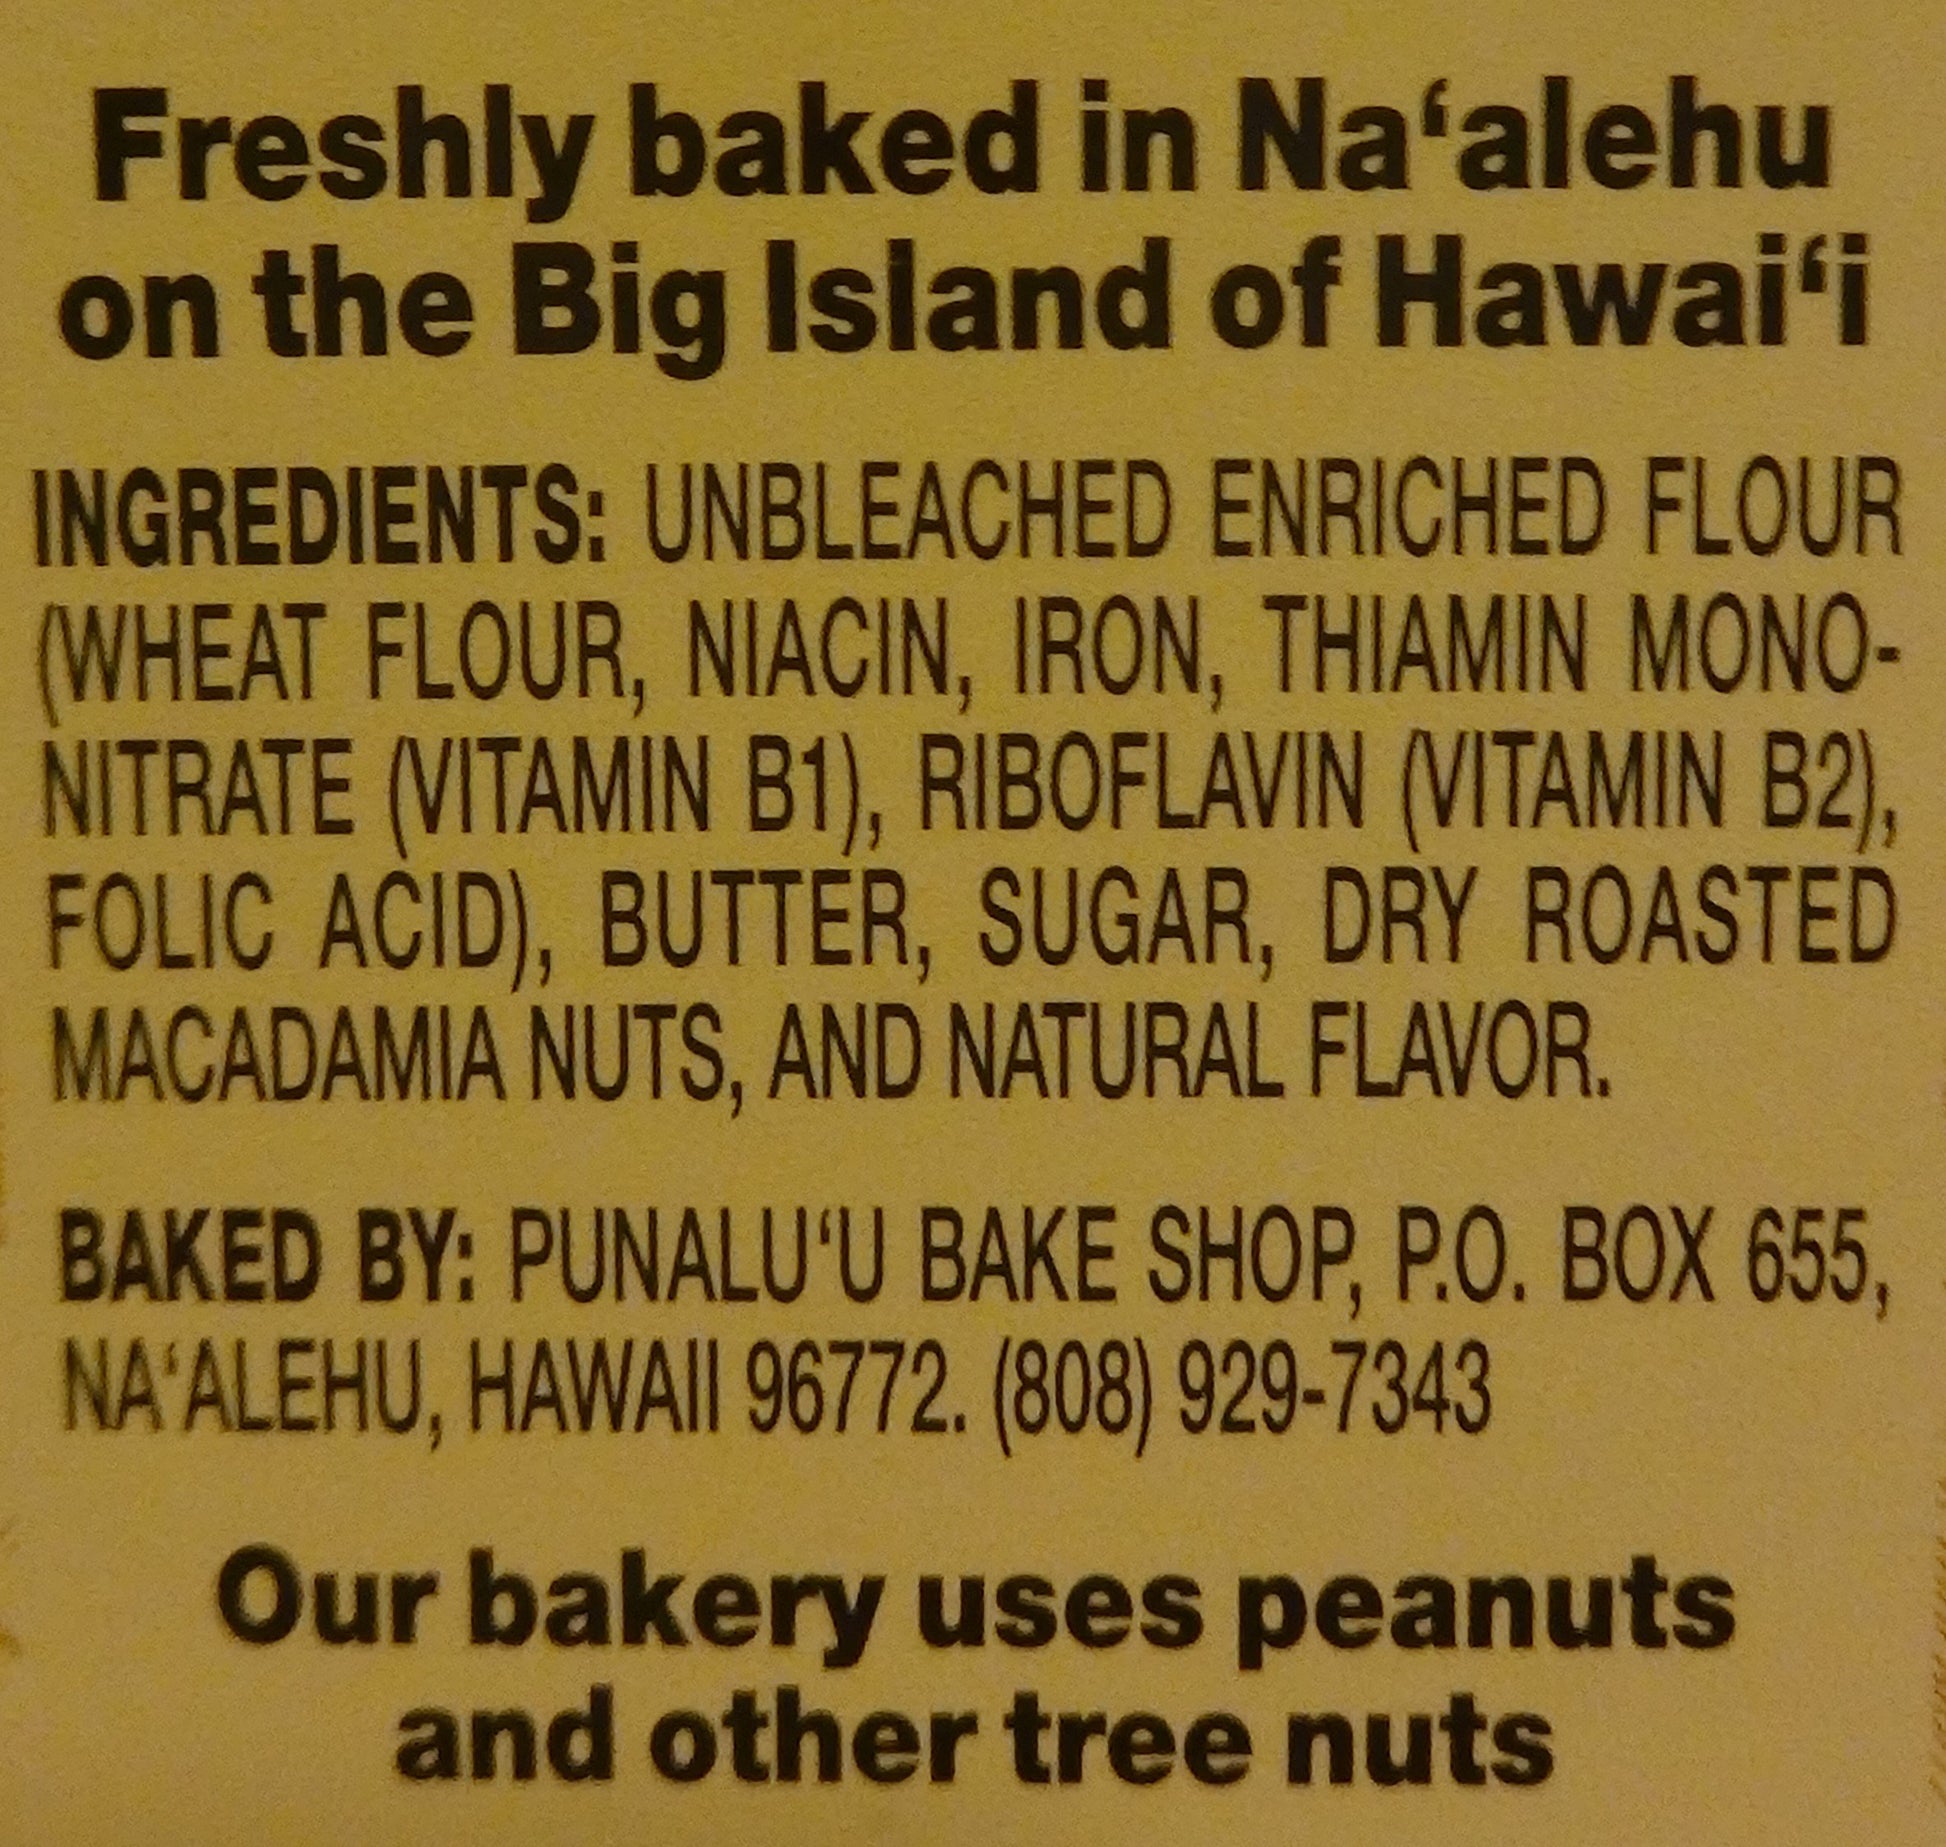 Freshly baked in Na‘alehu
on the Big Island of Hawai‘i
INGREDIENTS: UNBLEACHED ENRICHED FLOUR
(WHEAT FLOUR, NIACIN, IRON, THIAMIN MONO-
NITRATE (VITAMIN B1), RIBOFLAVIN (VITAMIN B2),
FOLIC ACID), BUTTER, SUGAR, DRY ROASTED
MACADAMIA NUTS, AND NATURAL FLAVOR.
BAKED BY: PUNALU‘U BAKE SHOP, P.O. BOX 655,
NA‘ALEHU, HAWAII 96772. (808) 929-7343
Our bakery uses peanuts
and other tree nuts